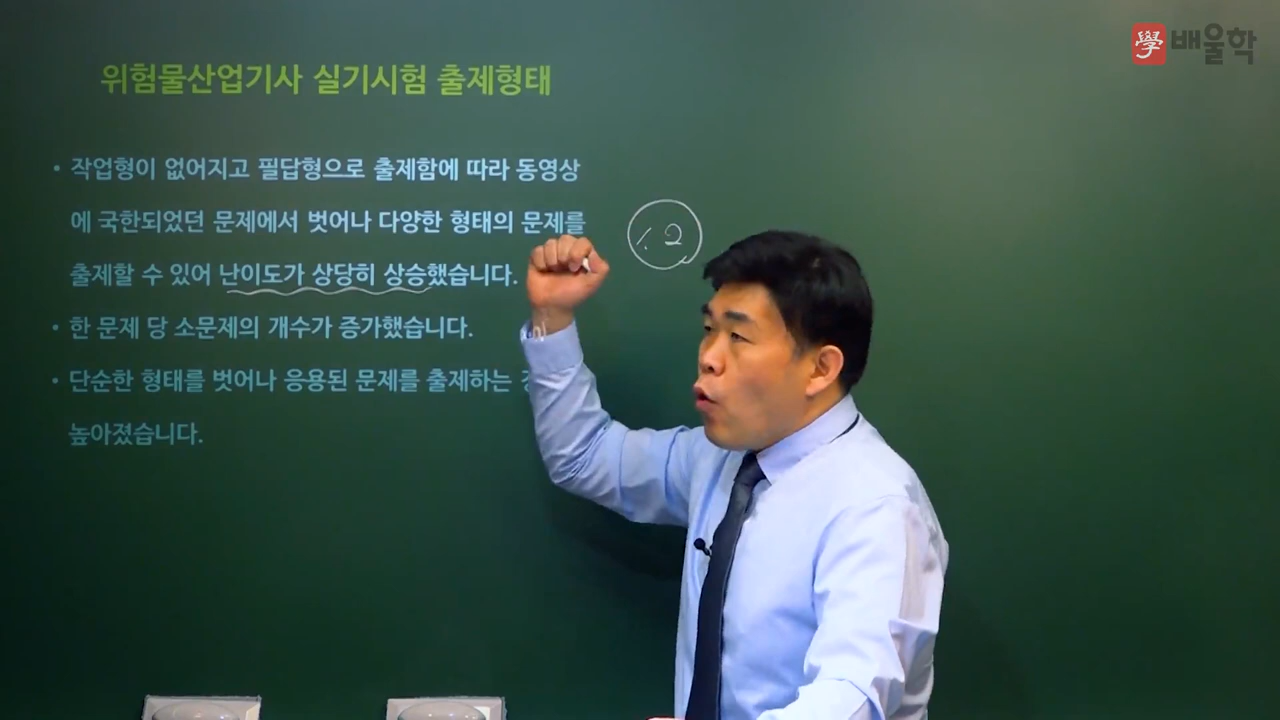 學 배울학
위험물산업기사 실기시험 출제형태
• 작업형이 없어지고 필답형으로 출제함에 따라 동영상
에 국한되었던 문제에서 벗어나 다양한 형태의 문제를
출제할 수 있어 난이도가 상당히 상승했습니다.
1. 2.
• 한 문제 당 소문제의 개수가 증가했습니다.
• 단순한 형태를 벗어나 응용된 문제를 출제하는
높아졌습니다.